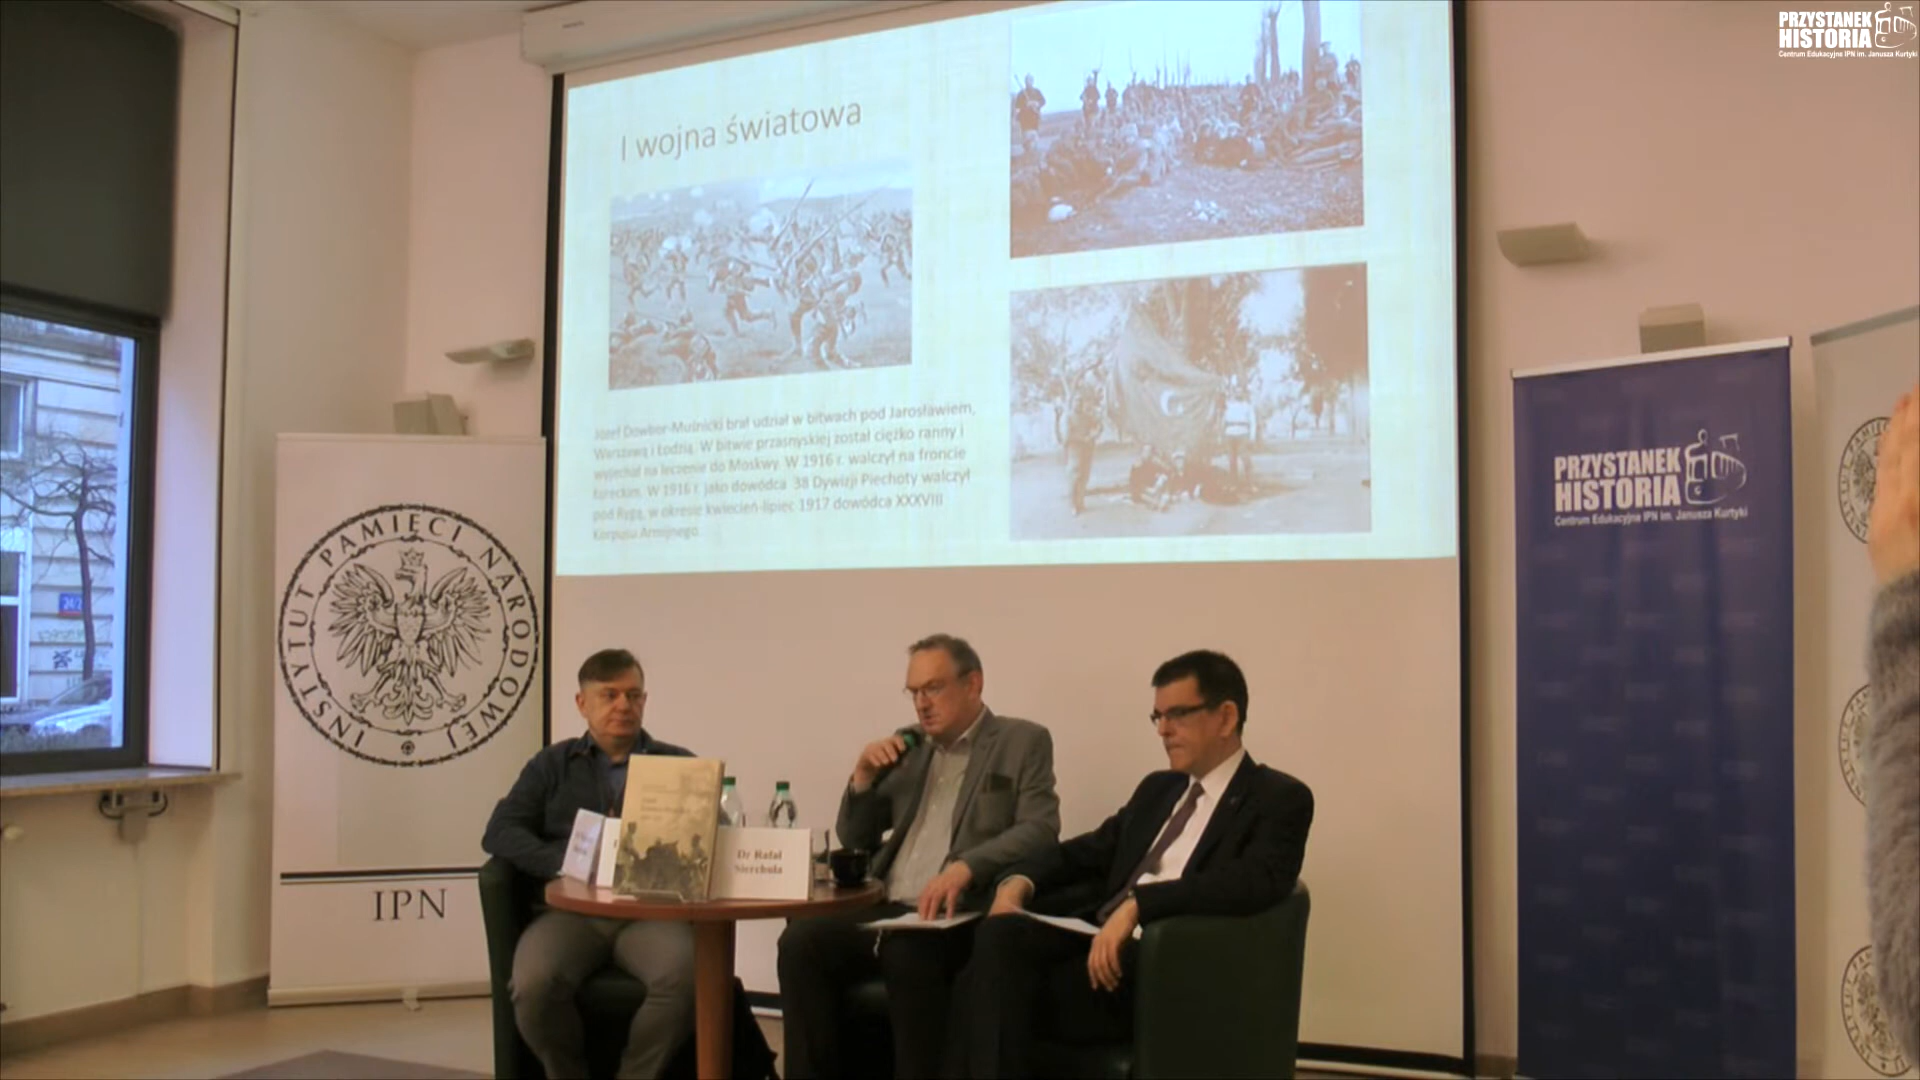 PRZYSTANEK
HISTORIA
Centrum Edukacyjne IPN im. Janusza Kurtyki
I wojna światowa
Józef Dowbor-Muśnicki brał udział w bitwach pod Jarosławiem,
Warszawą i Łodzią. W bitwie przasnyskiej został ciężko ranny i
wyjechał na leczenie do Moskwy. W 1916 r. walczył na froncie
tureckim. W 1916 r. jako dowódca 38 Dywizji Piechoty walczył
pod Rygą, w okresie kwiecień-lipiec 1917 dowódca XXXVIII
Korpusu Armijnego.
INSTYTUT PAMIĘCI NARODOWEJ
IPN
PRZYSTANEK
HISTORIA
Centrum Edukacyjne IPN im. Janusza Kurtyki
Dr Rafał
Sierchuła